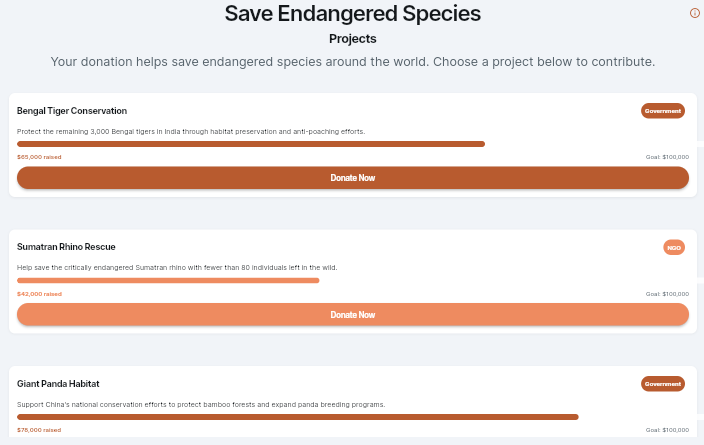 Save Endangered Species
Projects
Your donation helps save endangered species around the world. Choose a project below to contribute.
Bengal Tiger Conservation
Government
Protect the remaining 3,000 Bengal tigers in India through habitat preservation and anti-poaching efforts.
$65,000 raised
Goal: $100,000
Donate Now
Sumatran Rhino Rescue
NGO
Help save the critically endangered Sumatran rhino with fewer than 80 individuals left in the wild.
$42,000 raised
Goal: $100,000
Donate Now
Giant Panda Habitat
Government
Support China's national conservation efforts to protect bamboo forests and expand panda breeding programs.
$78,000 raised
Goal: $100,000